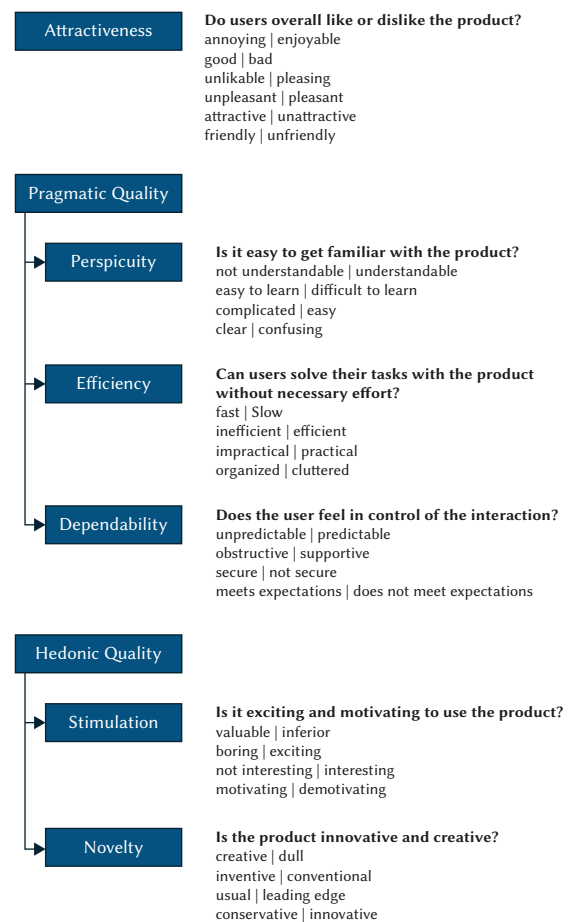 Attractiveness
Do users overall like or dislike the product?
annoying | enjoyable
good | bad
unlikable | pleasing
unpleasant | pleasant
attractive | unattractive
friendly | unfriendly
Pragmatic Quality
Perspicuity
Is it easy to get familiar with the product?
not understandable | understandable
easy to learn | difficult to learn
complicated | easy
clear | confusing
Efficiency
Can users solve their tasks with the product
without necessary effort?
fast | Slow
inefficient | efficient
impractical | practical
organized | cluttered
Dependability
Does the user feel in control of the interaction?
unpredictable | predictable
obstructive | supportive
secure | not secure
meets expectations | does not meet expectations
Hedonic Quality
Stimulation
Is it exciting and motivating to use the product?
valuable | inferior
boring | exciting
not interesting | interesting
motivating | demotivating
Novelty
Is the product innovative and creative?
creative | dull
inventive | conventional
usual | leading edge
conservative | innovative